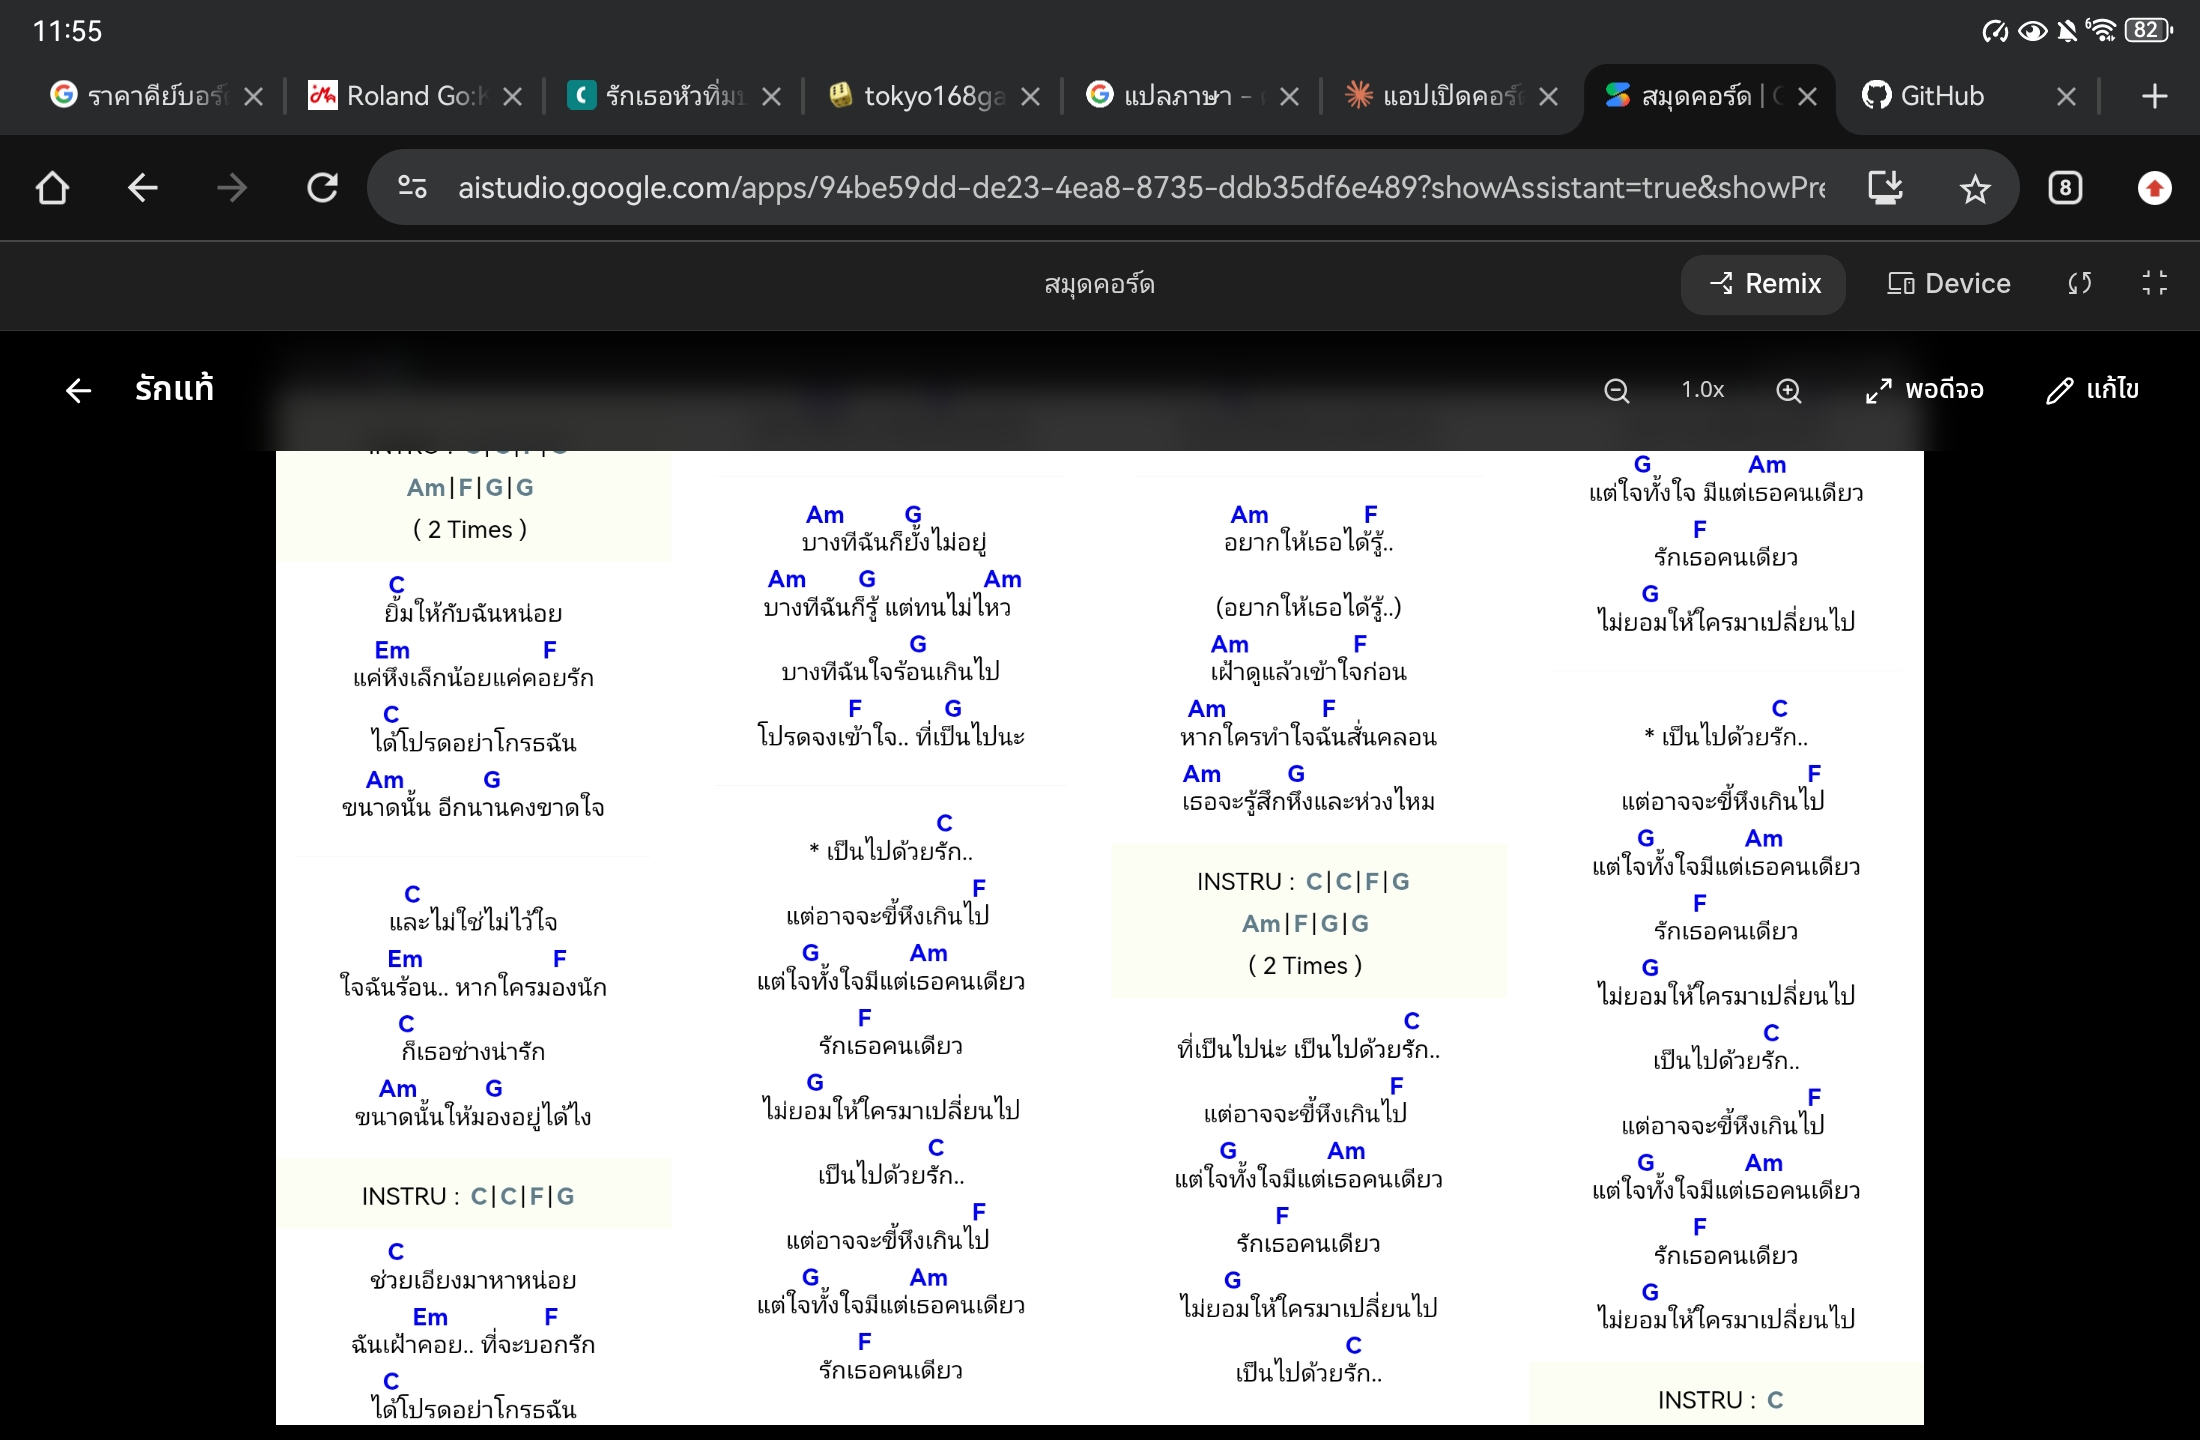 11:55
6
82
ราคาคีย์บอร์
Roland Go:K
รักเธอหัวทิ่มบ
tokyo168ga
แปลภาษา -
แอปเปิดคอร์
สมุดคอร์ด | C
GitHub
aistudio.google.com/apps/94be59dd-de23-4ea8-8735-ddb35df6e489?showAssistant=true&showPre
8
สมุดคอร์ด
Remix
Device
รักแท้
1.0x
พอดีจอ
แก้ไข
Am|F|G|G
( 2 Times )
C
ยิ้มให้กับฉันหน่อย
Em F
แค่หึงเล็กน้อยแค่คอยรัก
C
ได้โปรดอย่าโกรธฉัน
Am G
ขนาดนั้น อีกนานคงขาดใจ
C
และไม่ใช่ไม่ไว้ใจ
Em F
ใจฉันร้อน.. หากใครมองนัก
C
ก็เธอช่างน่ารัก
Am G
ขนาดนั้นให้มองอยู่ได้ไง
INSTRU : C|C|F|G
C
ช่วยเอียงมาหาหน่อย
Em F
ฉันเฝ้าคอย.. ที่จะบอกรัก
C
ได้โปรดอย่าโกรธฉัน
Am G
บางทีฉันก็ยั้งไม่อยู่
Am G Am
บางทีฉันก็รู้ แต่ทนไม่ไหว
G
บางทีฉันใจร้อนเกินไป
F G
โปรดจงเข้าใจ.. ที่เป็นไปนะ
C
* เป็นไปด้วยรัก..
F
แต่อาจจะขี้หึงเกินไป
G Am
แต่ใจทั้งใจมีแต่เธอคนเดียว
F
รักเธอคนเดียว
G
ไม่ยอมให้ใครมาเปลี่ยนไป
C
เป็นไปด้วยรัก..
F
แต่อาจจะขี้หึงเกินไป
G Am
แต่ใจทั้งใจมีแต่เธอคนเดียว
F
รักเธอคนเดียว
Am F
อยากให้เธอได้รู้..
(อยากให้เธอได้รู้..)
Am F
เฝ้าดูแล้วเข้าใจก่อน
Am F
หากใครทำใจฉันสั่นคลอน
Am G
เธอจะรู้สึกหึงและห่วงไหม
INSTRU : C|C|F|G
Am|F|G|G
( 2 Times )
C
ที่เป็นไปน่ะ เป็นไปด้วยรัก..
F
แต่อาจจะขี้หึงเกินไป
G Am
แต่ใจทั้งใจมีแต่เธอคนเดียว
F
รักเธอคนเดียว
G
ไม่ยอมให้ใครมาเปลี่ยนไป
C
เป็นไปด้วยรัก..
G Am
แต่ใจทั้งใจ มีแต่เธอคนเดียว
F
รักเธอคนเดียว
G
ไม่ยอมให้ใครมาเปลี่ยนไป
C
* เป็นไปด้วยรัก..
F
แต่อาจจะขี้หึงเกินไป
G Am
แต่ใจทั้งใจมีแต่เธอคนเดียว
F
รักเธอคนเดียว
G
ไม่ยอมให้ใครมาเปลี่ยนไป
C
เป็นไปด้วยรัก..
F
แต่อาจจะขี้หึงเกินไป
G Am
แต่ใจทั้งใจมีแต่เธอคนเดียว
F
รักเธอคนเดียว
G
ไม่ยอมให้ใครมาเปลี่ยนไป
INSTRU : C